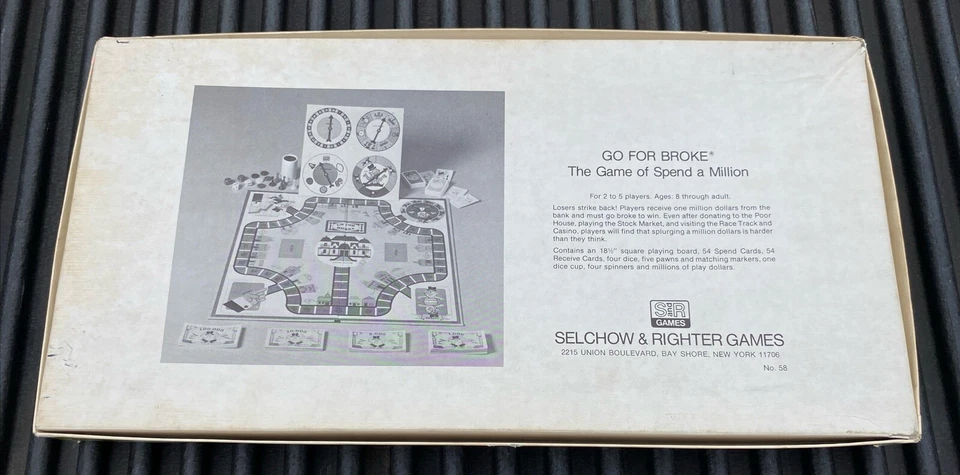 GO FOR BROKE®
The Game of Spend a Million
For 2 to 5 players. Ages: 8 through adult.
Losers strike back! Players receive one million dollars from the
bank and must go broke to win. Even after donating to the Poor
House, playing the Stock Market, and visiting the Race Track and
Casino, players will find that splurging a million dollars is harder
than they think.
Contains an 18½" square playing board, 54 Spend Cards, 54
Receive Cards, four dice, five pawns and matching markers, one
dice cup, four spinners and millions of play dollars.
S&R
GAMES
SELCHOW & RIGHTER GAMES
2215 UNION BOULEVARD, BAY SHORE, NEW YORK 11706
No. 58
100,000
10,000